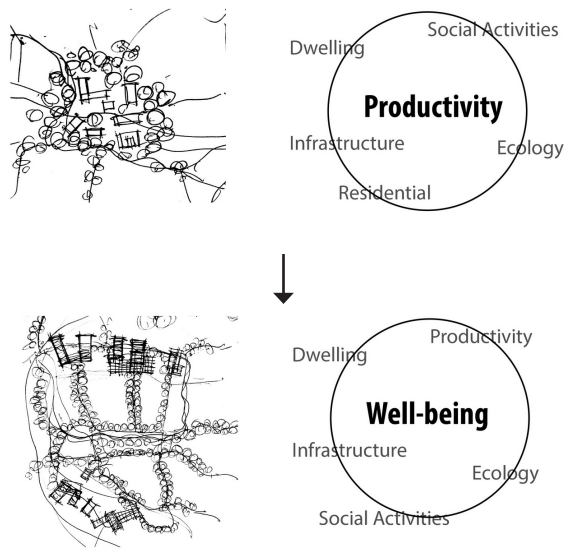 Social Activities
Dwelling
Productivity
Infrastructure
Ecology
Residential
Productivity
Dwelling
Well-being
Infrastructure
Ecology
Social Activities